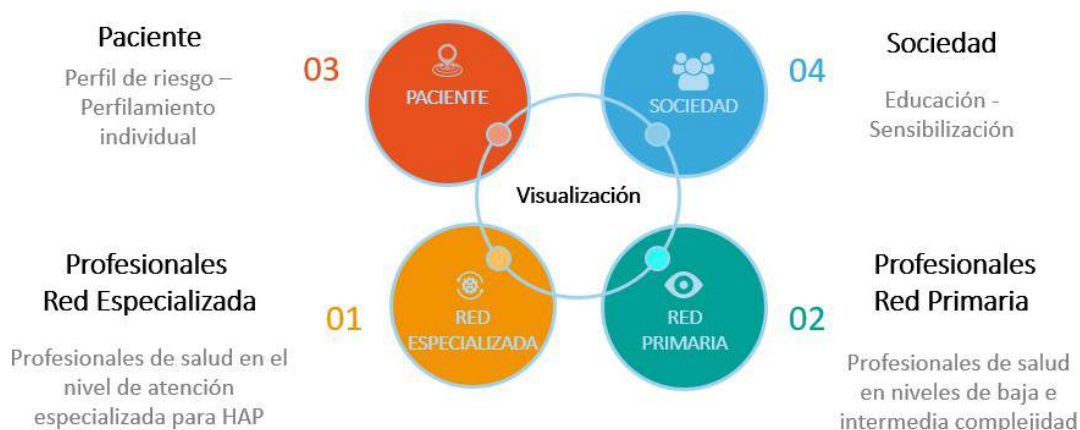 Paciente
Perfil de riesgo –
Perfilamiento
individual
03
PACIENTE
SOCIEDAD
04
Sociedad
Educación -
Sensibilización
Visualización
Profesionales
Red Especializada
Profesionales de salud en el
nivel de atención
especializada para HAP
01
RED
ESPECIALIZADA
RED
PRIMARIA
02
Profesionales
Red Primaria
Profesionales de salud
en niveles de baja e
intermedia complejidad